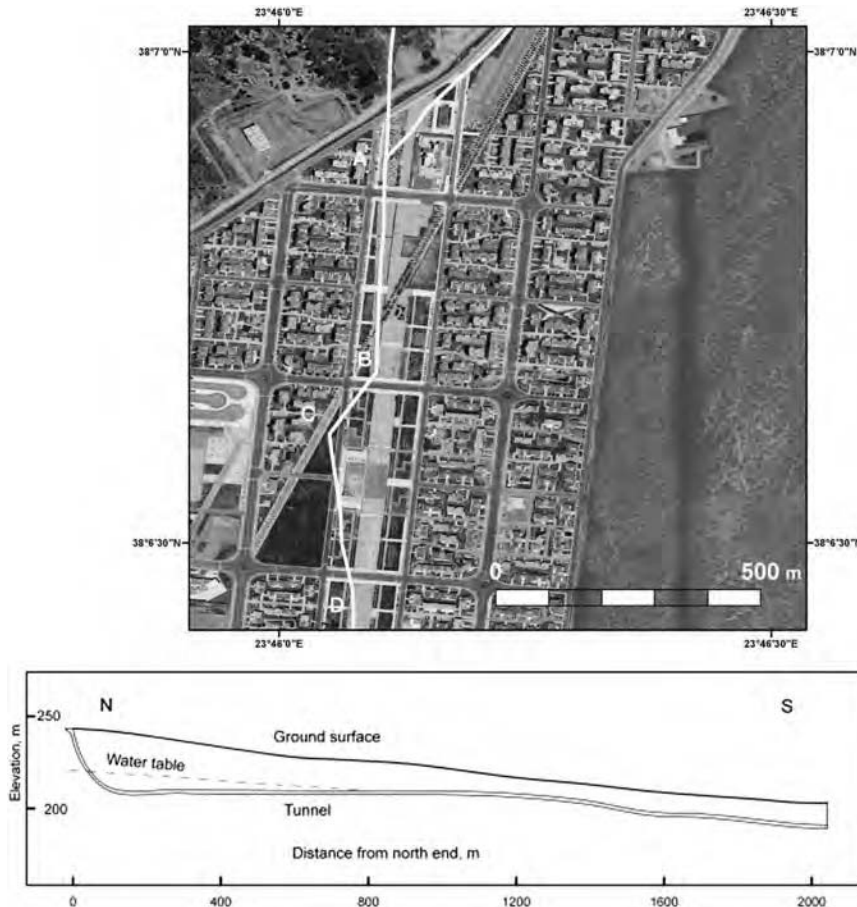 23°46'0"E
23°46'30"E
38°7'0"N
38°7'0"N
A
B
C
38°6'30"N
38°6'30"N
0
500 m
D
23°46'0"E
23°46'30"E
N
S
250
Ground surface
Elevation, m
Water table
200
Tunnel
Distance from north end, m
0
400
800
1200
1600
2000